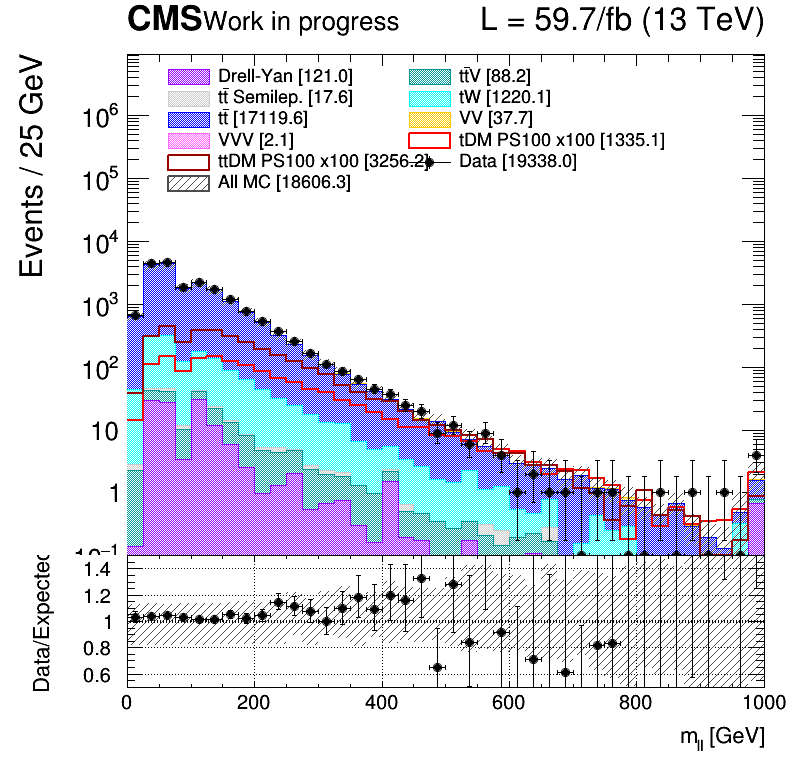 CMS Work in progress L = 59.7/fb (13 TeV)
Events / 25 GeV
Drell-Yan [121.0] tt̄V [88.2]
tt̄ Semilep. [17.6] tW [1220.1]
tt̄ [17119.6] VV [37.7]
VVV [2.1] tDM PS100 x100 [1335.1]
ttDM PS100 x100 [3256.2] Data [19338.0]
All MC [18606.3]
10⁶
10⁵
10⁴
10³
10²
10
1
10⁻¹
Data/Expected
1.4
1.2
1
0.8
0.6
0 200 400 600 800 1000
m_ll [GeV]